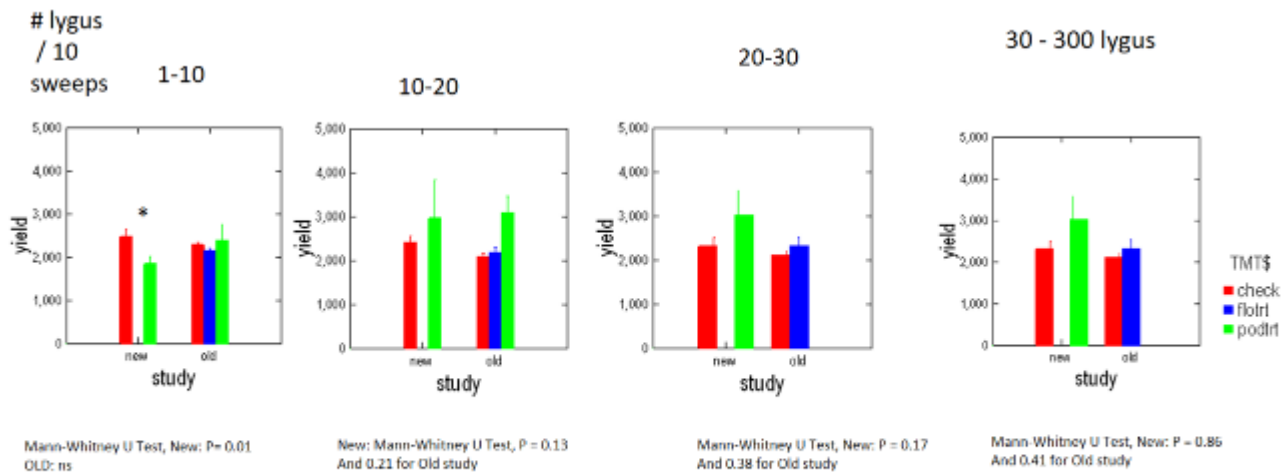 # lygus
/ 10
sweeps
1-10
10-20
20-30
30 - 300 lygus
5,000
4,000
3,000
2,000
1,000
0
yield
*
new
old
study
5,000
4,000
3,000
2,000
1,000
0
yield
new
old
study
5,000
4,000
3,000
2,000
1,000
0
yield
new
old
study
5,000
4,000
3,000
2,000
1,000
0
yield
new
old
study
TMT$
check
flotrt
podtrt
Mann-Whitney U Test, New: P= 0.01
OLD: ns
New: Mann-Whitney U Test, P = 0.13
And 0.21 for Old study
Mann-Whitney U Test, New: P = 0.17
And 0.38 for Old study
Mann-Whitney U Test, New: P = 0.86
And 0.41 for Old study